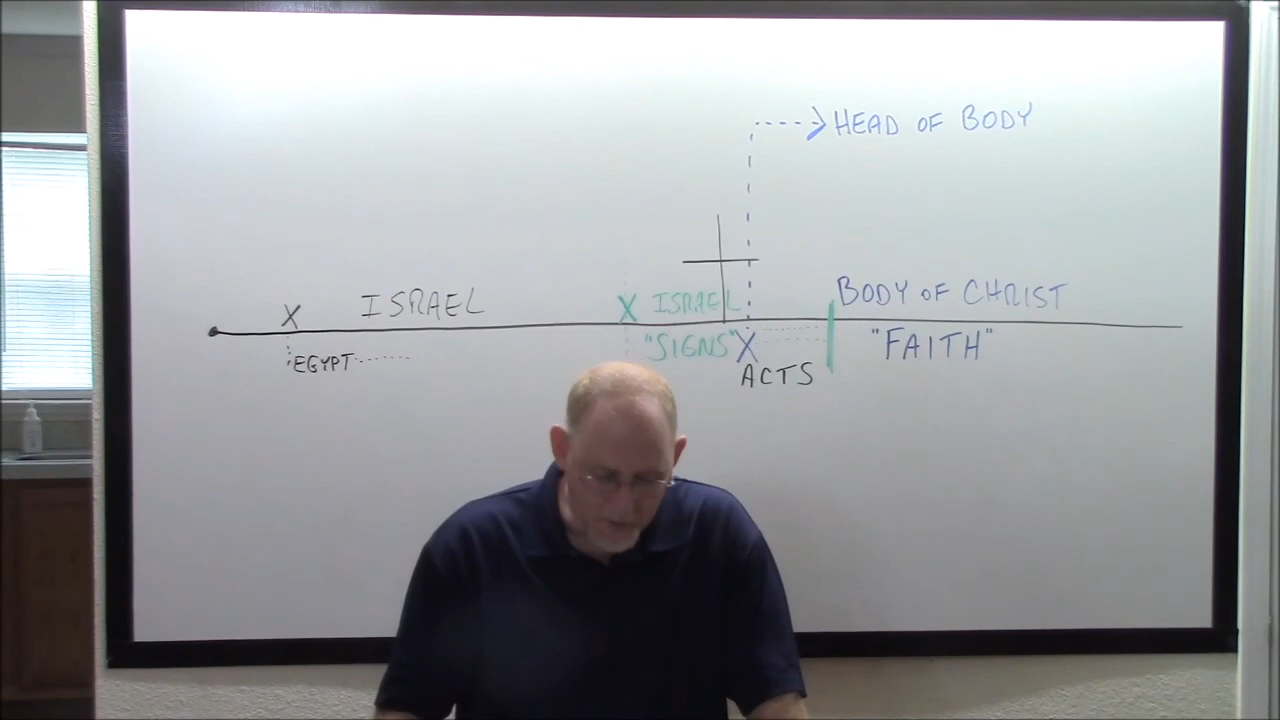 HEAD OF BODY
X ISRAEL
X ISRAEL
BODY OF CHRIST
EGYPT
"SIGNS"
X
"FAITH"
ACTS